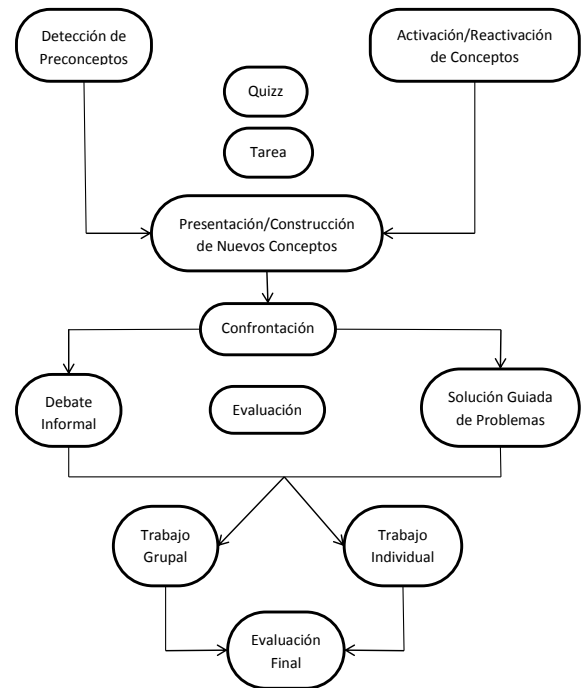 Detección de
Preconceptos
Activación/Reactivación
de Conceptos
Quizz
Tarea
Presentación/Construcción
de Nuevos Conceptos
Confrontación
Debate
Informal
Evaluación
Solución Guiada
de Problemas
Trabajo
Grupal
Trabajo
Individual
Evaluación
Final